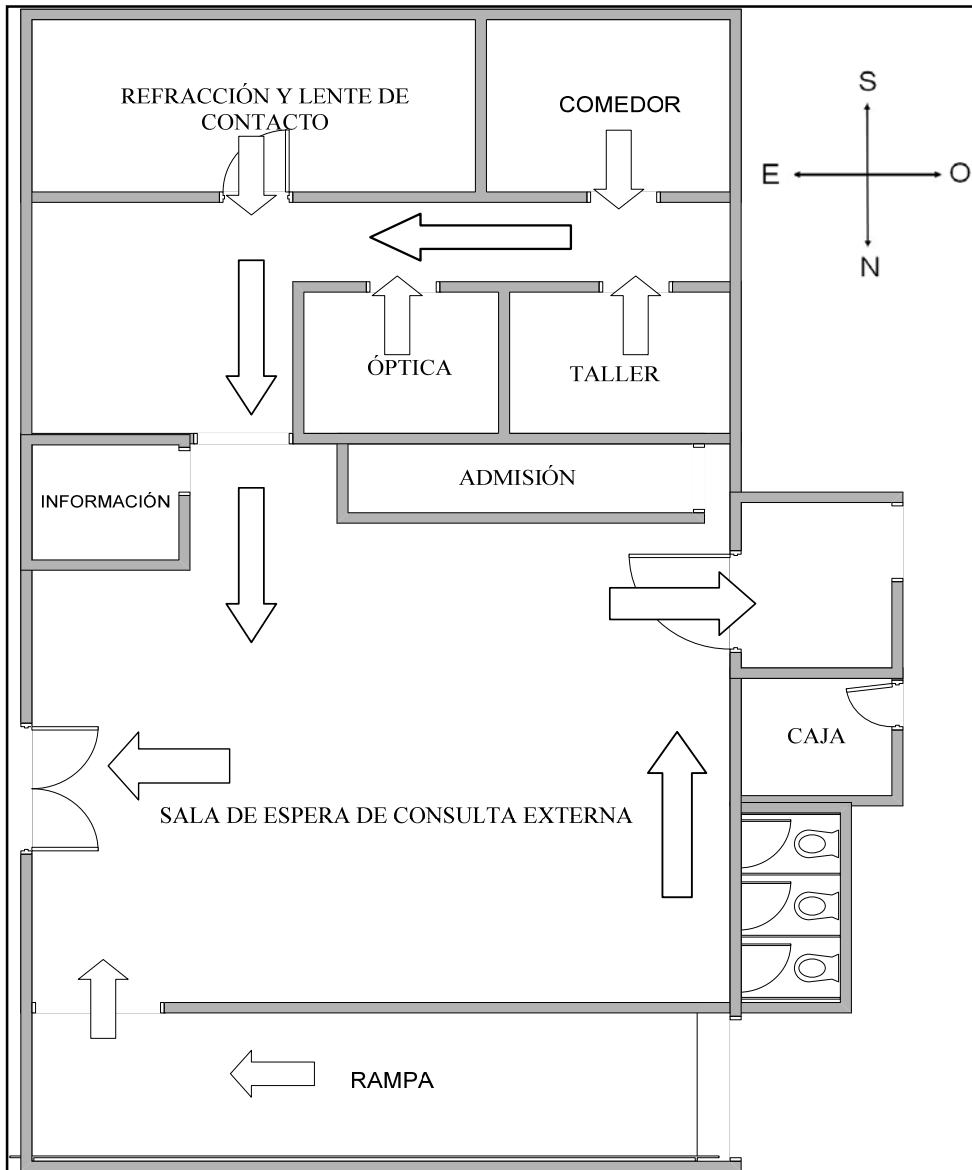 REFRACCIÓN Y LENTE DE
CONTACTO
COMEDOR
S
E
O
N
ÓPTICA
TALLER
ADMISIÓN
INFORMACIÓN
CAJA
SALA DE ESPERA DE CONSULTA EXTERNA
RAMPA